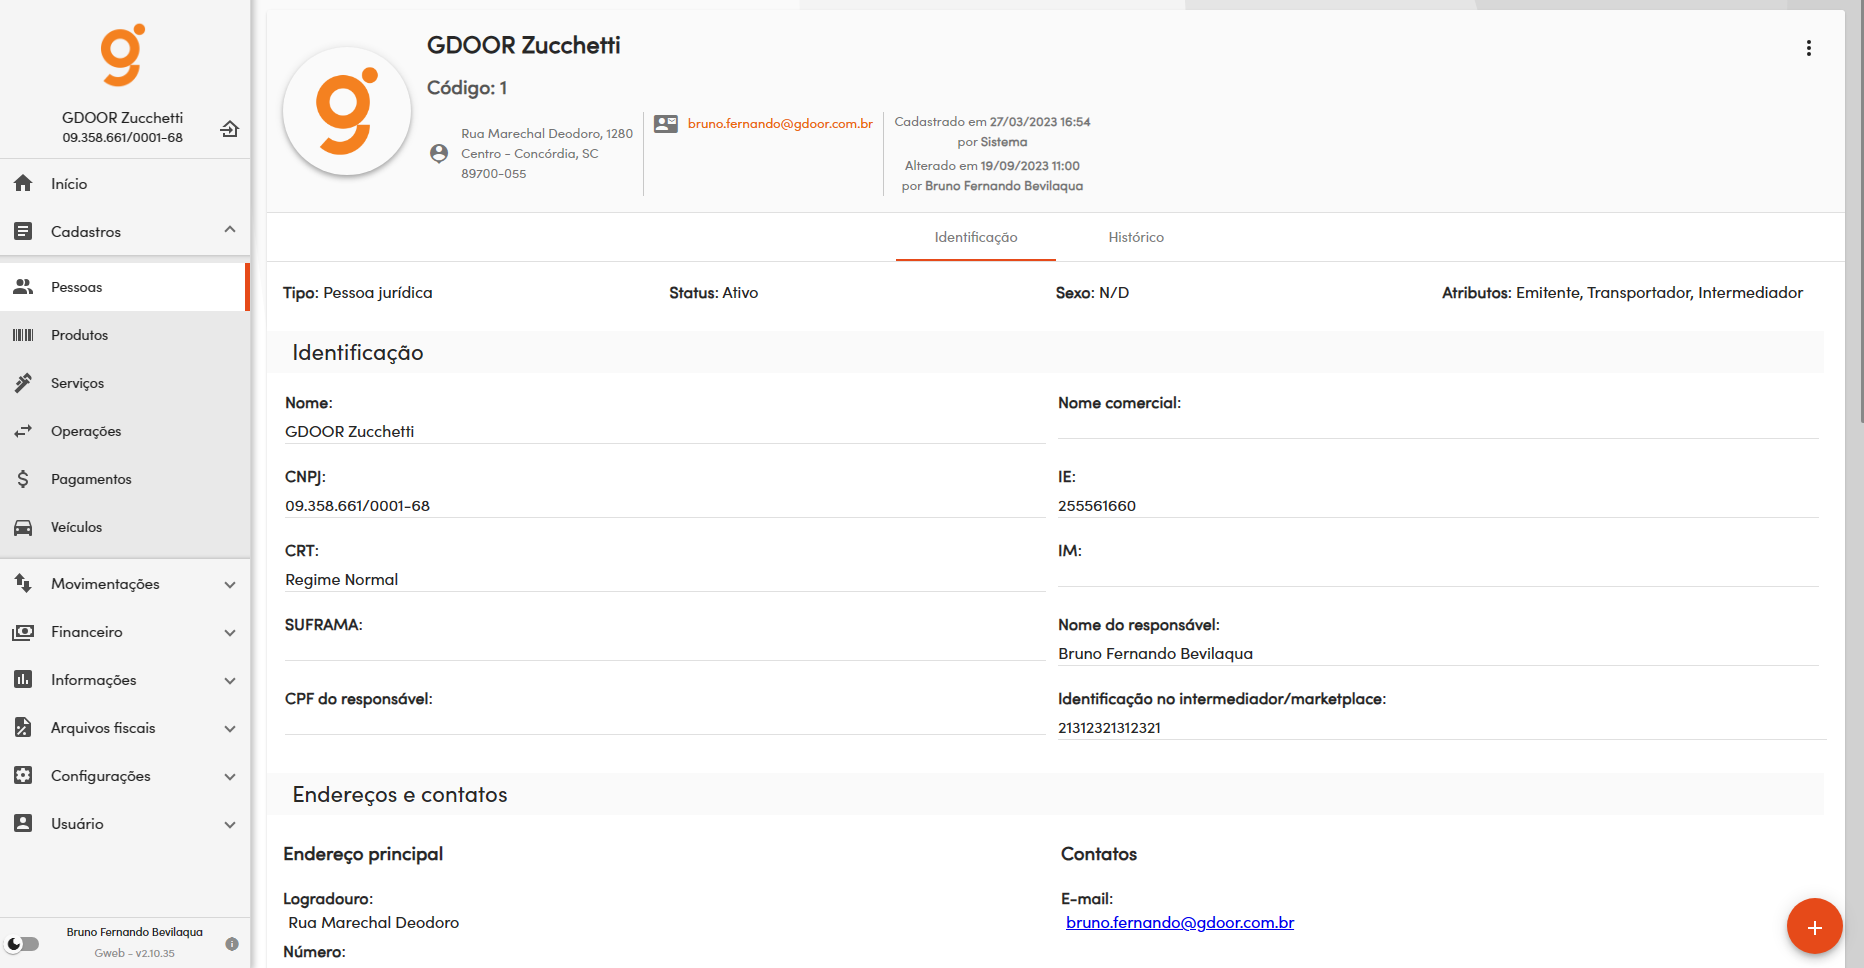 GDOOR Zucchetti
09.358.661/0001-68
Início
Cadastros
Pessoas
Produtos
Serviços
Operações
Pagamentos
Veículos
Movimentações
Financeiro
Informações
Arquivos fiscais
Configurações
Usuário
Bruno Fernando Bevilaqua
Gweb - v2.10.35
GDOOR Zucchetti
Código: 1
Rua Marechal Deodoro, 1280
Centro - Concórdia, SC
89700-055
bruno.fernando@gdoor.com.br
Cadastrado em 27/03/2023 16:54
por Sistema
Alterado em 19/09/2023 11:00
por Bruno Fernando Bevilaqua
Identificação
Histórico
Tipo: Pessoa jurídica
Status: Ativo
Sexo: N/D
Atributos: Emitente, Transportador, Intermediador
Identificação
Nome:
GDOOR Zucchetti
Nome comercial:
CNPJ:
09.358.661/0001-68
IE:
255561660
CRT:
Regime Normal
IM:
SUFRAMA:
Nome do responsável:
Bruno Fernando Bevilaqua
CPF do responsável:
Identificação no intermediador/marketplace:
21312321312321
Endereços e contatos
Endereço principal
Logradouro:
Rua Marechal Deodoro
Número:
Contatos
E-mail:
bruno.fernando@gdoor.com.br